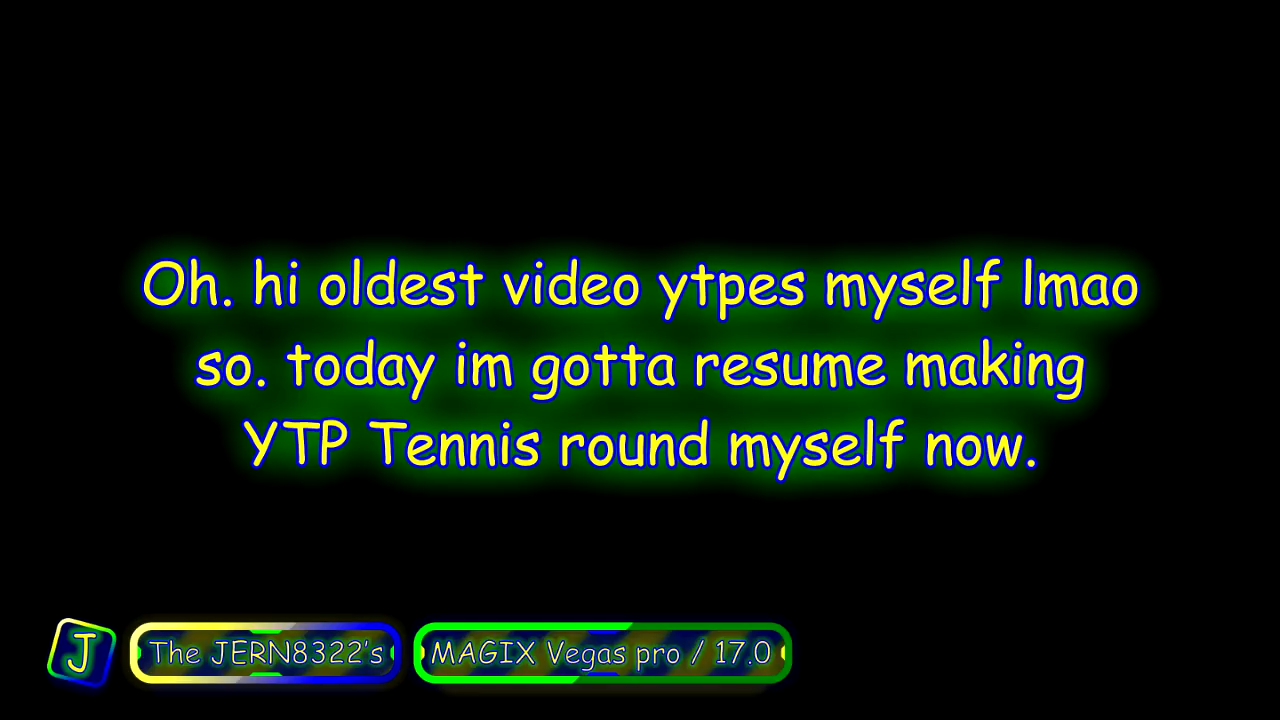 Oh. hi oldest video ytpes myself lmao
so. today im gotta resume making
YTP Tennis round myself now.
J
The JERN8322's
MAGIX Vegas pro / 17.0